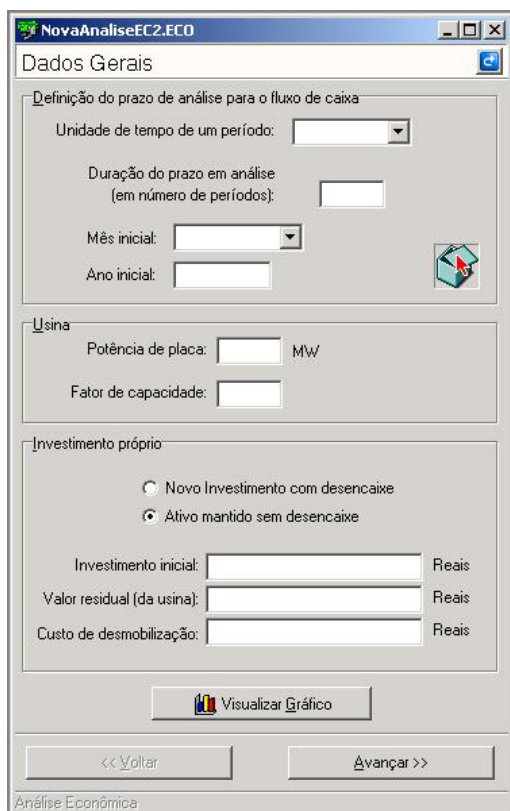 NovaAnaliseEC2.ECO
Dados Gerais
Definição do prazo de análise para o fluxo de caixa
Unidade de tempo de um período:
Duração do prazo em análise
(em número de períodos):
Mês inicial:
Ano inicial:
Usina
Potência de placa: MW
Fator de capacidade:
Investimento próprio
Novo Investimento com desencaixe
Ativo mantido sem desencaixe
Investimento inicial: Reais
Valor residual (da usina): Reais
Custo de desmobilização: Reais
Visualizar Gráfico
<< Voltar Avançar >>
Análise Econômica